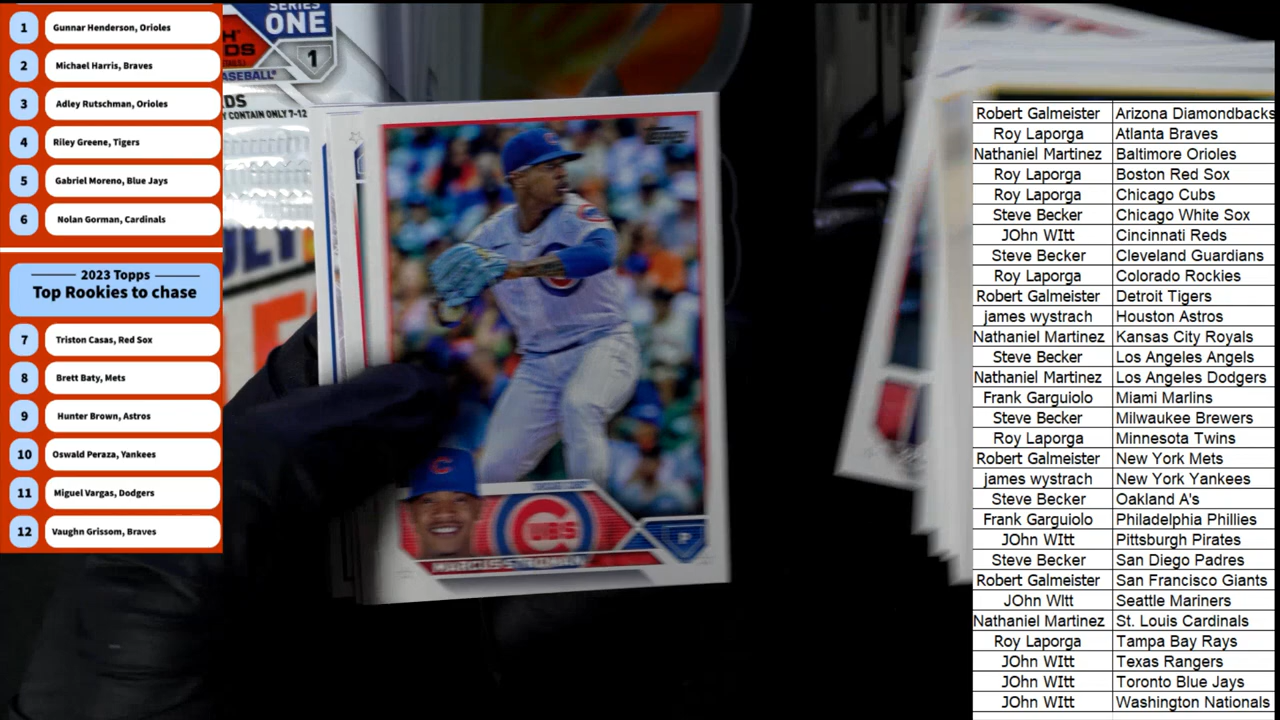 1 Gunnar Henderson, Orioles
2 Michael Harris, Braves
3 Adley Rutschman, Orioles
4 Riley Greene, Tigers
5 Gabriel Moreno, Blue Jays
6 Nolan Gorman, Cardinals
2023 Topps
Top Rookies to chase
7 Triston Casas, Red Sox
8 Brett Baty, Mets
9 Hunter Brown, Astros
10 Oswald Peraza, Yankees
11 Miguel Vargas, Dodgers
12 Vaughn Grissom, Braves
SERIES
ONE
1
BASEBALL
CONTAIN ONLY 7-12
Topps
CUBS
P
Robert Galmeister Arizona Diamondbacks
Roy Laporga Atlanta Braves
Nathaniel Martinez Baltimore Orioles
Roy Laporga Boston Red Sox
Roy Laporga Chicago Cubs
Steve Becker Chicago White Sox
JOhn WItt Cincinnati Reds
Steve Becker Cleveland Guardians
Roy Laporga Colorado Rockies
Robert Galmeister Detroit Tigers
james wystrach Houston Astros
Nathaniel Martinez Kansas City Royals
Steve Becker Los Angeles Angels
Nathaniel Martinez Los Angeles Dodgers
Frank Garguiolo Miami Marlins
Steve Becker Milwaukee Brewers
Roy Laporga Minnesota Twins
Robert Galmeister New York Mets
james wystrach New York Yankees
Steve Becker Oakland A's
Frank Garguiolo Philadelphia Phillies
JOhn WItt Pittsburgh Pirates
Steve Becker San Diego Padres
Robert Galmeister San Francisco Giants
JOhn WItt Seattle Mariners
Nathaniel Martinez St. Louis Cardinals
Roy Laporga Tampa Bay Rays
JOhn WItt Texas Rangers
JOhn WItt Toronto Blue Jays
JOhn WItt Washington Nationals